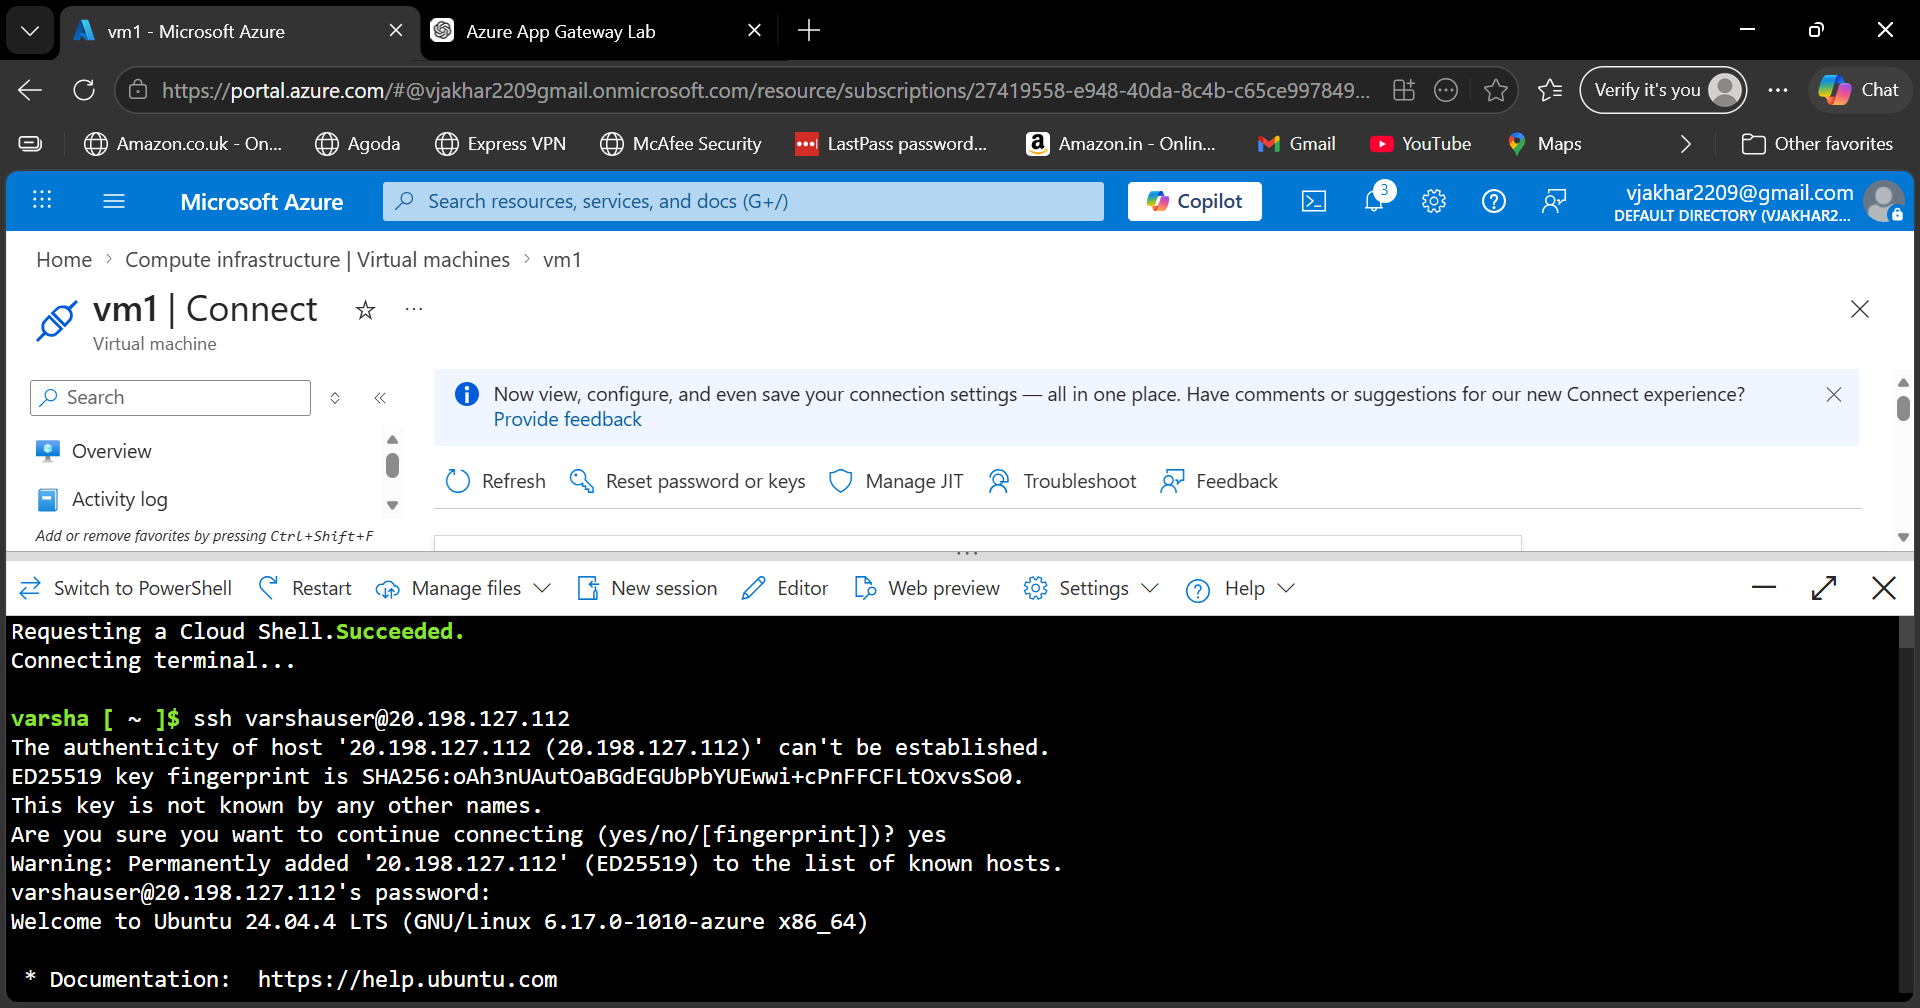 vm1 - Microsoft Azure
Azure App Gateway Lab
https://portal.azure.com/#@vjakhar2209gmail.onmicrosoft.com/resource/subscriptions/27419558-e948-40da-8c4b-c65ce997849...
Verify it's you
Chat
Amazon.co.uk - On...
Agoda
Express VPN
McAfee Security
LastPass password...
Amazon.in - Onlin...
Gmail
YouTube
Maps
Other favorites
Microsoft Azure
Search resources, services, and docs (G+/)
Copilot
3
vjakhar2209@gmail.com
DEFAULT DIRECTORY (VJAKHAR2...
Home > Compute infrastructure | Virtual machines > vm1
vm1 | Connect
Virtual machine
Search
Overview
Activity log
Add or remove favorites by pressing Ctrl+Shift+F
Now view, configure, and even save your connection settings — all in one place. Have comments or suggestions for our new Connect experience?
Provide feedback
Refresh
Reset password or keys
Manage JIT
Troubleshoot
Feedback
Switch to PowerShell
Restart
Manage files
New session
Editor
Web preview
Settings
Help
Requesting a Cloud Shell.Succeeded.
Connecting terminal...
varsha [ ~ ]$ ssh varshauser@20.198.127.112
The authenticity of host '20.198.127.112 (20.198.127.112)' can't be established.
ED25519 key fingerprint is SHA256:oAh3nUAutOaBGdEGUbPbYUEwwi+cPnFFCFLtOxvsSo0.
This key is not known by any other names.
Are you sure you want to continue connecting (yes/no/[fingerprint])? yes
Warning: Permanently added '20.198.127.112' (ED25519) to the list of known hosts.
varshauser@20.198.127.112's password:
Welcome to Ubuntu 24.04.4 LTS (GNU/Linux 6.17.0-1010-azure x86_64)
* Documentation:  https://help.ubuntu.com